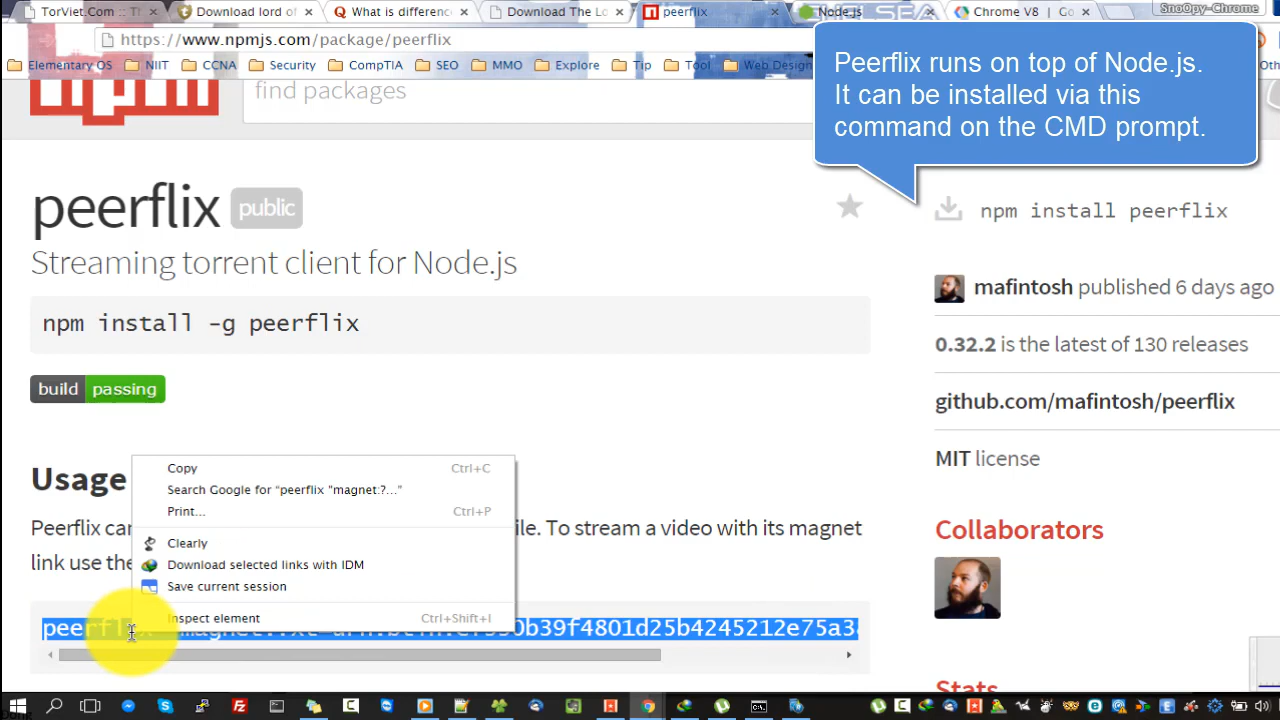 TorViet.Com :: Th
Download lord of
What is differenc
Download The Lo
peerflix
Node.js
Chrome V8 | Go
SnoOpy-Chrome
https://www.npmjs.com/package/peerflix
Elementary OS
NIIT
CCNA
Security
CompTIA
SEO
MMO
Explore
Tip
Tool
Web Design
Oth
Peerflix runs on top of Node.js.
It can be installed via this
command on the CMD prompt.
npm
find packages
peerflix public
npm install peerflix
Streaming torrent client for Node.js
mafintosh published 6 days ago
npm install -g peerflix
0.32.2 is the latest of 130 releases
build passing
github.com/mafintosh/peerflix
MIT license
Usage
Copy Ctrl+C
Search Google for "peerflix "magnet:?..."
Print... Ctrl+P
Peerflix can
ile. To stream a video with its magnet
link use the
Clearly
Download selected links with IDM
Save current session
Inspect element Ctrl+Shift+I
Collaborators
peerflix
0b39f4801d25b4245212e75a3
Stats